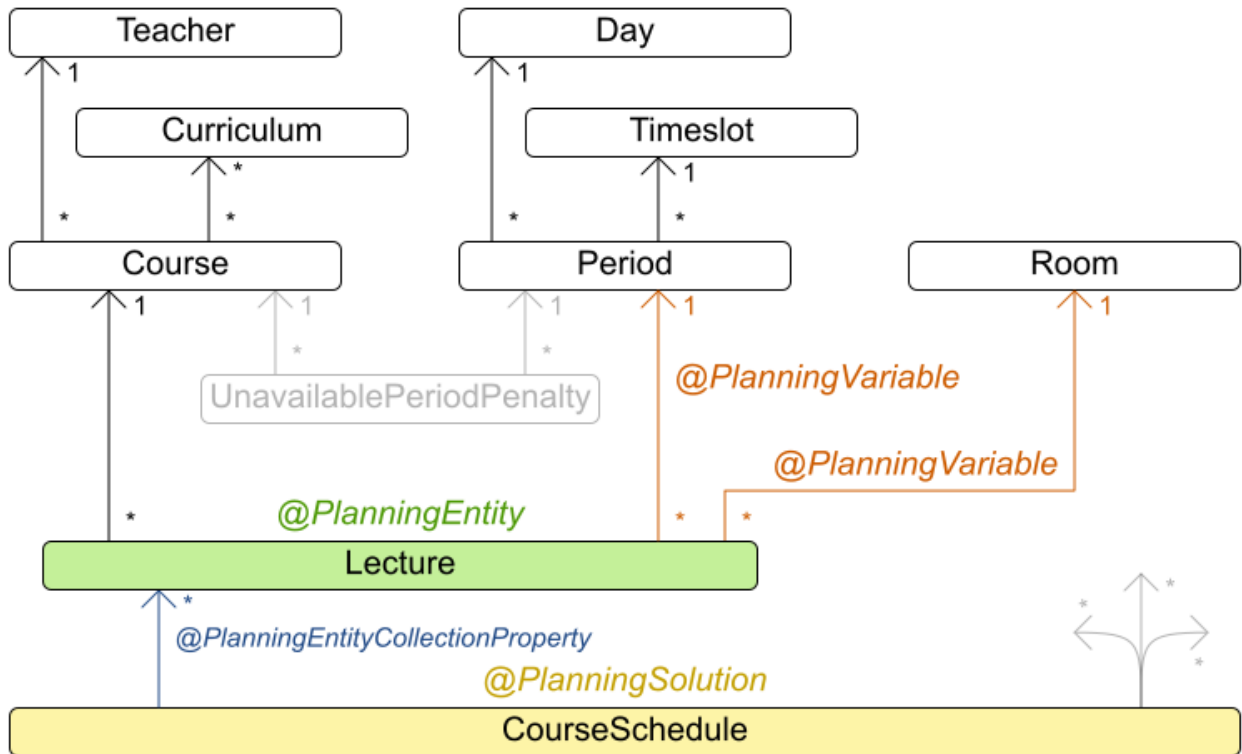 Teacher
Day
1
1
Curriculum
Timeslot
*
1
*
*
*
*
Course
Period
Room
1
1
1
1
1
*
*
UnavailablePeriodPenalty
@PlanningVariable
@PlanningVariable
*
@PlanningEntity
*
*
Lecture
*
*
*
@PlanningEntityCollectionProperty
*
@PlanningSolution
CourseSchedule